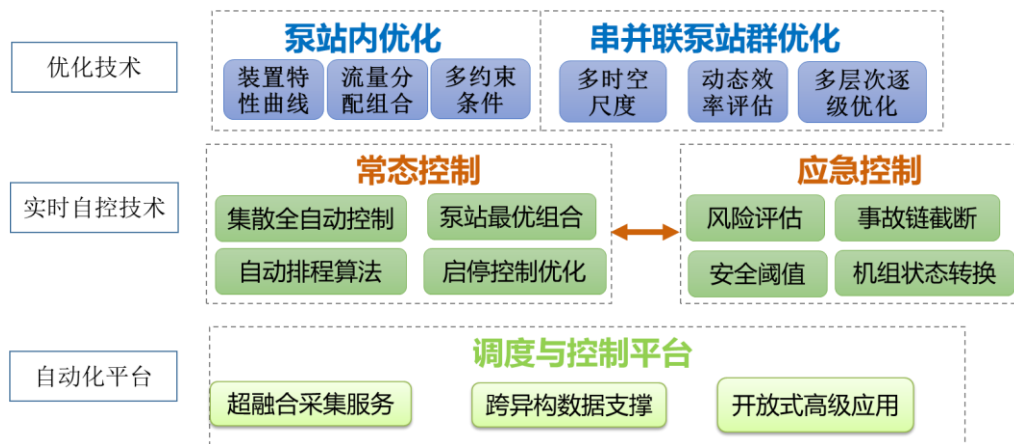 优化技术
泵站内优化
串并联泵站群优化
装置特
性曲线
流量分
配组合
多约束
条件
多时空
尺度
动态效
率评估
多层次逐
级优化
实时自控技术
常态控制
应急控制
集散全自动控制
泵站最优组合
自动排程算法
启停控制优化
风险评估
事故链截断
安全阈值
机组状态转换
自动化平台
调度与控制平台
超融合采集服务
跨异构数据支撑
开放式高级应用